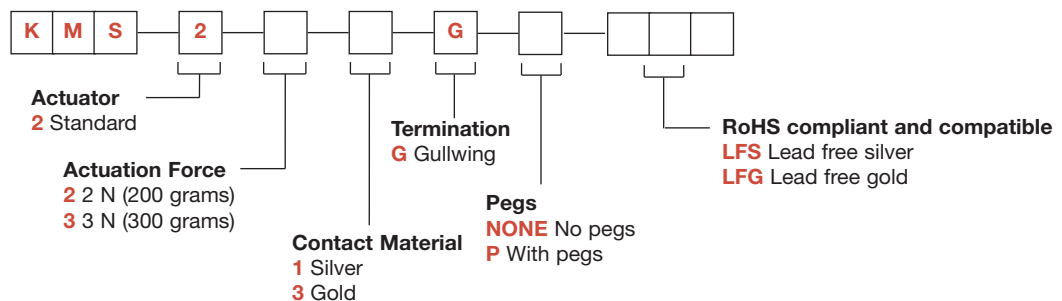 K M S 2 G
Actuator
2 Standard
Actuation Force
2 2 N (200 grams)
3 3 N (300 grams)
Contact Material
1 Silver
3 Gold
Termination
G Gullwing
Pegs
NONE No pegs
P With pegs
RoHS compliant and compatible
LFS Lead free silver
LFG Lead free gold